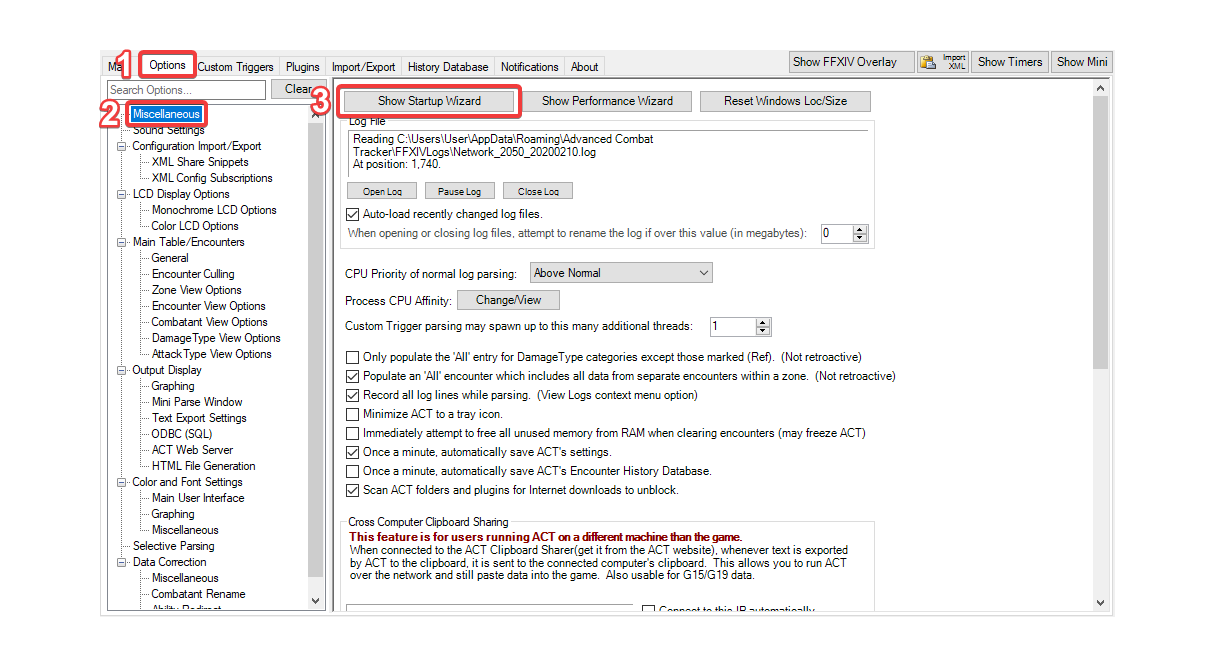 1
Ma
Options
Custom Triggers
Plugins
Import/Export
History Database
Notifications
About
Show FFXIV Overlay
Import
XML
Show Timers
Show Mini
Search Options...
Clear
2
Miscellaneous
Sound Settings
Configuration Import/Export
XML Share Snippets
XML Config Subscriptions
LCD Display Options
Monochrome LCD Options
Color LCD Options
Main Table/Encounters
General
Encounter Culling
Zone View Options
Encounter View Options
Combatant View Options
DamageType View Options
AttackType View Options
Output Display
Graphing
Mini Parse Window
Text Export Settings
ODBC (SQL)
ACT Web Server
HTML File Generation
Color and Font Settings
Main User Interface
Graphing
Miscellaneous
Selective Parsing
Data Correction
Miscellaneous
Combatant Rename
Ability Redirect
3
Show Startup Wizard
Show Performance Wizard
Reset Windows Loc/Size
Log File
Reading C:\Users\User\AppData\Roaming\Advanced Combat
Tracker\FFXIVLogs\Network_2050_20200210.log
At position: 1,740.
Open Log
Pause Log
Close Log
Auto-load recently changed log files.
When opening or closing log files, attempt to rename the log if over this value (in megabytes):
0
CPU Priority of normal log parsing:
Above Normal
Process CPU Affinity:
Change/View
Custom Trigger parsing may spawn up to this many additional threads:
1
Only populate the 'All' entry for DamageType categories except those marked (Ref). (Not retroactive)
Populate an 'All' encounter which includes all data from separate encounters within a zone. (Not retroactive)
Record all log lines while parsing. (View Logs context menu option)
Minimize ACT to a tray icon.
Immediately attempt to free all unused memory from RAM when clearing encounters (may freeze ACT)
Once a minute, automatically save ACT's settings.
Once a minute, automatically save ACT's Encounter History Database.
Scan ACT folders and plugins for Internet downloads to unblock.
Cross Computer Clipboard Sharing
This feature is for users running ACT on a different machine than the game.
When connected to the ACT Clipboard Sharer(get it from the ACT website), whenever text is exported
by ACT to the clipboard, it is sent to the connected computer's clipboard. This allows you to run ACT
over the network and still paste data into the game. Also usable for G15/G19 data.
Connect to this IP automatically